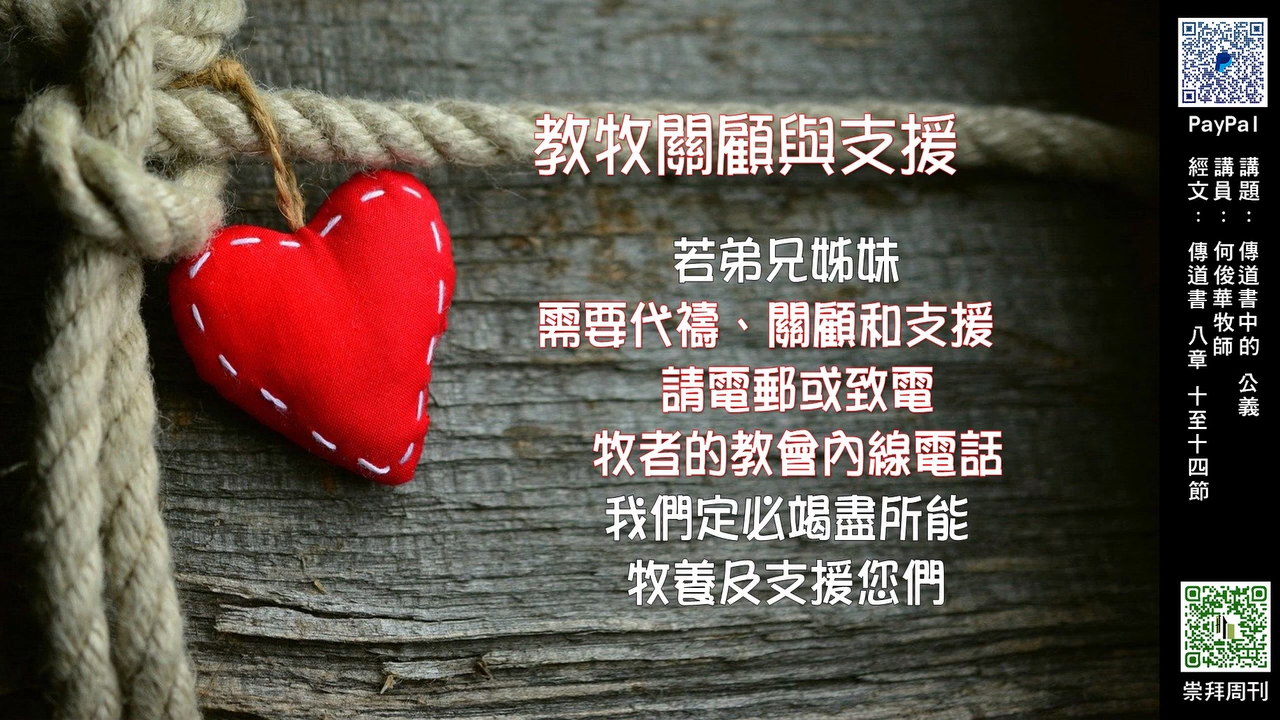 教牧關顧與支援
若弟兄姊妹
需要代禱、關顧和支援
請電郵或致電
牧者的教會內線電話
我們定必竭盡所能
牧養及支援您們
PayPal
講題： 傳道書中的 公義
講員： 何俊華牧師
經文： 傳道書 八章 十至十四節
崇拜周刊